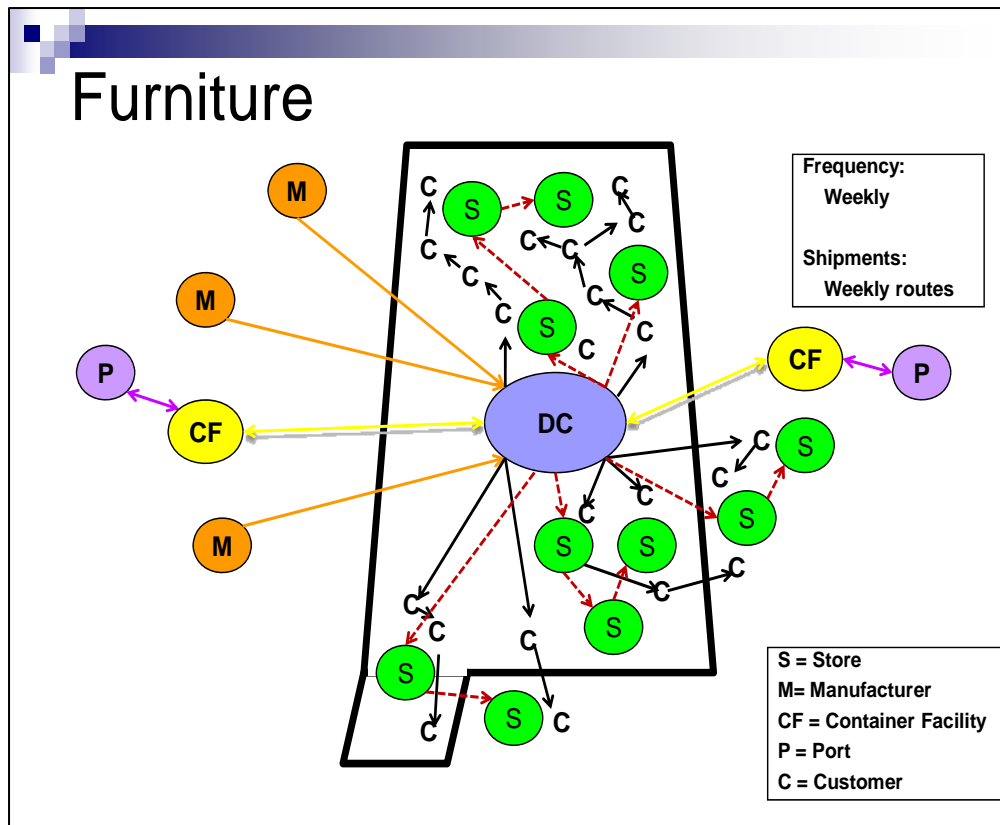 Furniture
Frequency:
Weekly
Shipments:
Weekly routes
M
C
C
S
S
C
C
C
C
S
C
M
C
C
S
C
C
CF
P
P
DC
CF
C
S
C
C
C
S
M
S
S
C
C
C
S
C
C
S
S
C
C
S = Store
M= Manufacturer
CF = Container Facility
P = Port
C = Customer